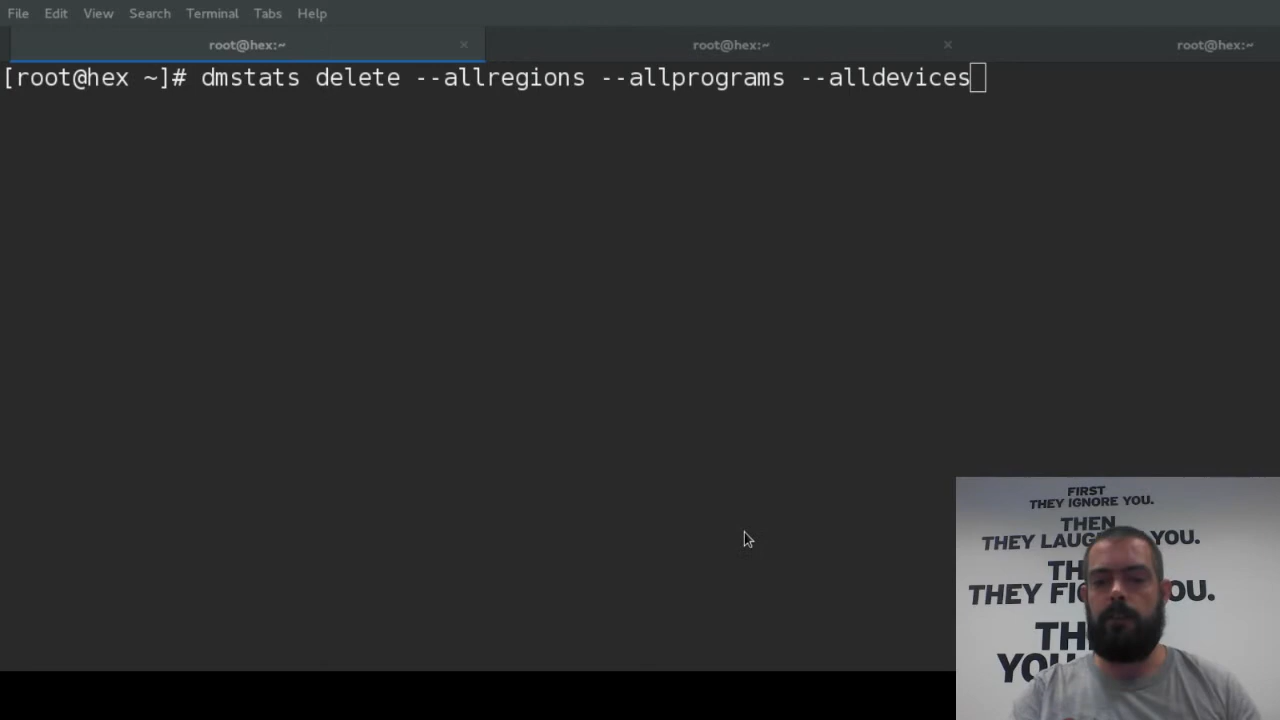 File Edit View Search Terminal Tabs Help
root@hex:~ × root@hex:~ × root@hex:~
[root@hex ~]# dmstats delete --allregions --allprograms --alldevices
FIRST
THEY IGNORE YOU.
THEN
THEY LAUG YOU.
TH
THEY FI OU.
TH
YOU